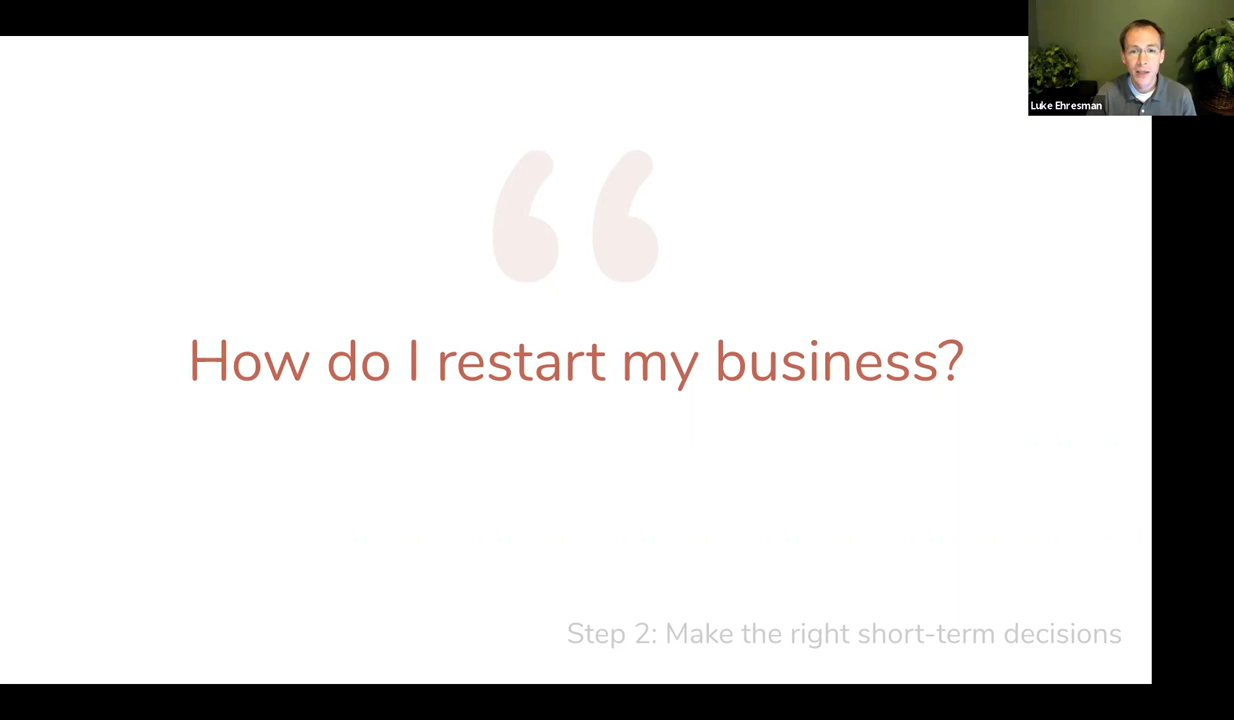 Luke Ehresman
“
How do I restart my business?
Step 2: Make the right short-term decisions